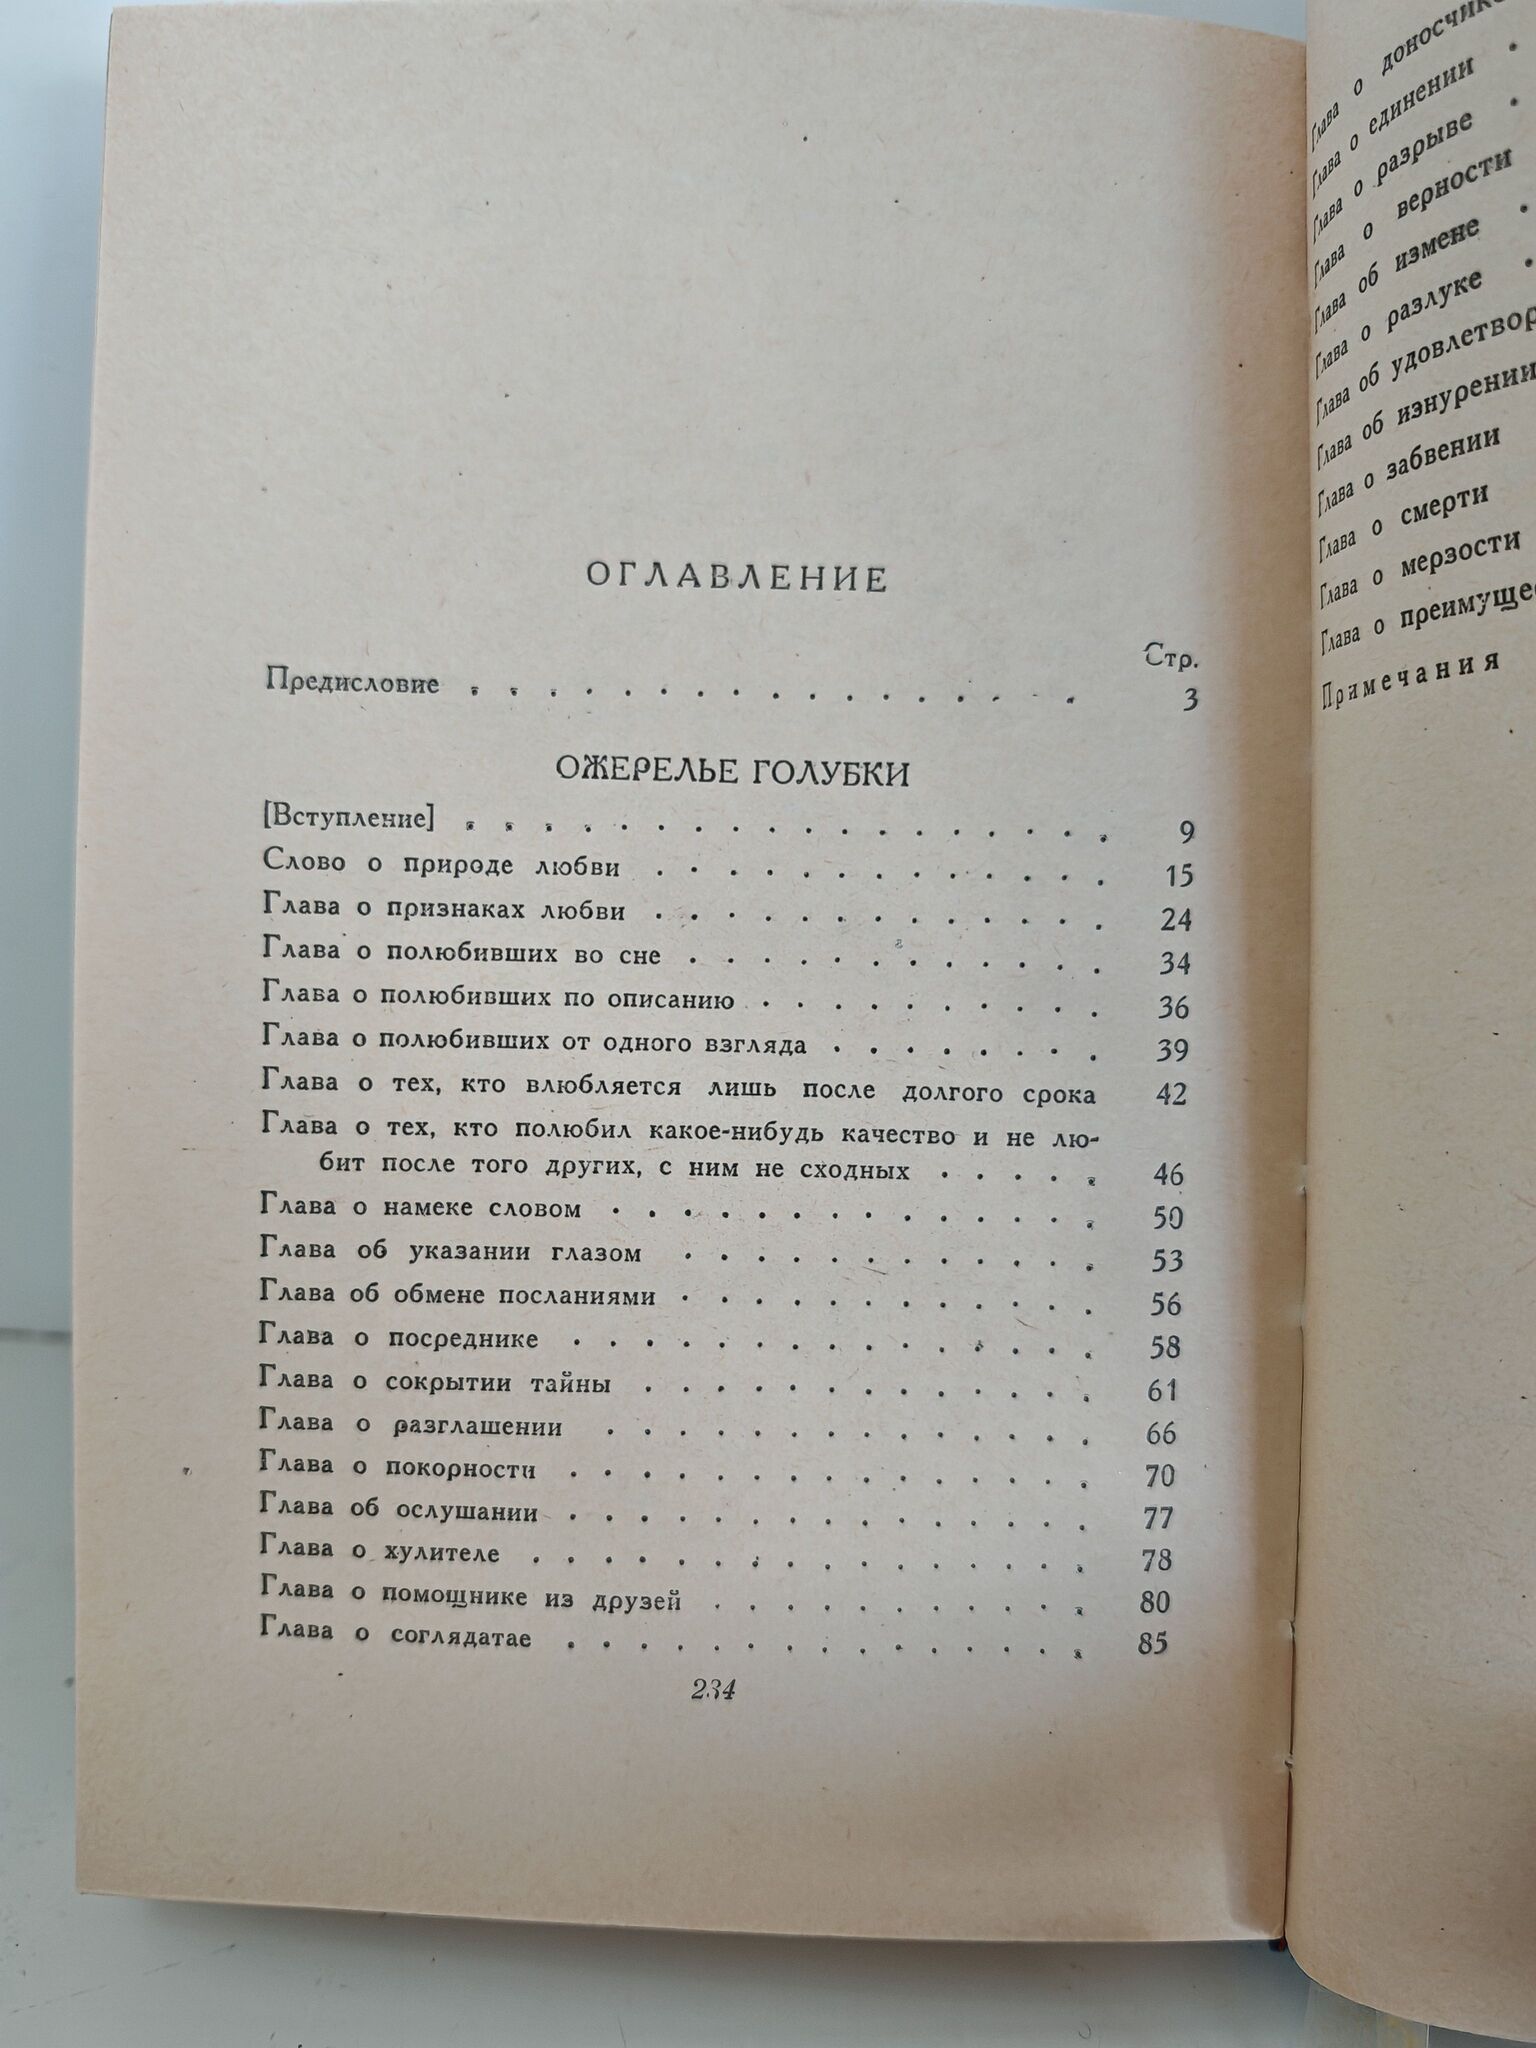 ОГЛАВЛЕНИЕ
Стр.
Предисловие . . . . . . . . . . . . . . . . . 3
ОЖЕРЕЛЬЕ ГОЛУБКИ
[Вступление] . . . . . . . . . . . . . . . . . . 9
Слово о природе любви . . . . . . . . . . . . . 15
Глава о признаках любви . . . . . . . . . . . . . 24
Глава о полюбивших во сне . . . . . . . . . . . . 34
Глава о полюбивших по описанию . . . . . . . . . . 36
Глава о полюбивших от одного взгляда . . . . . . . . 39
Глава о тех, кто влюбляется лишь после долгого срока 42
Глава о тех, кто полюбил какое-нибудь качество и не лю-
бит после того других, с ним не сходных . . . . . 46
Глава о намеке словом . . . . . . . . . . . . . . 50
Глава об указании глазом . . . . . . . . . . . . 53
Глава об обмене посланиями . . . . . . . . . . . . 56
Глава о посреднике . . . . . . . . . . . . . . . 58
Глава о сокрытии тайны . . . . . . . . . . . . . 61
Глава о разглашении . . . . . . . . . . . . . . 66
Глава о покорности . . . . . . . . . . . . . . . 70
Глава об ослушании . . . . . . . . . . . . . . . 77
Глава о хулителе . . . . . . . . . . . . . . . . 78
Глава о помощнике из друзей . . . . . . . . . . . 80
Глава о соглядатае . . . . . . . . . . . . . . . 85
234
Глава о
Глава о единении .
Глава о разрыве .
Глава о верности
Глава об измене .
Глава о разлуке .
Глава об
Глава об изнурении
Глава о забвении
Глава о смерти
Глава о мерзости
Глава о
Примечания